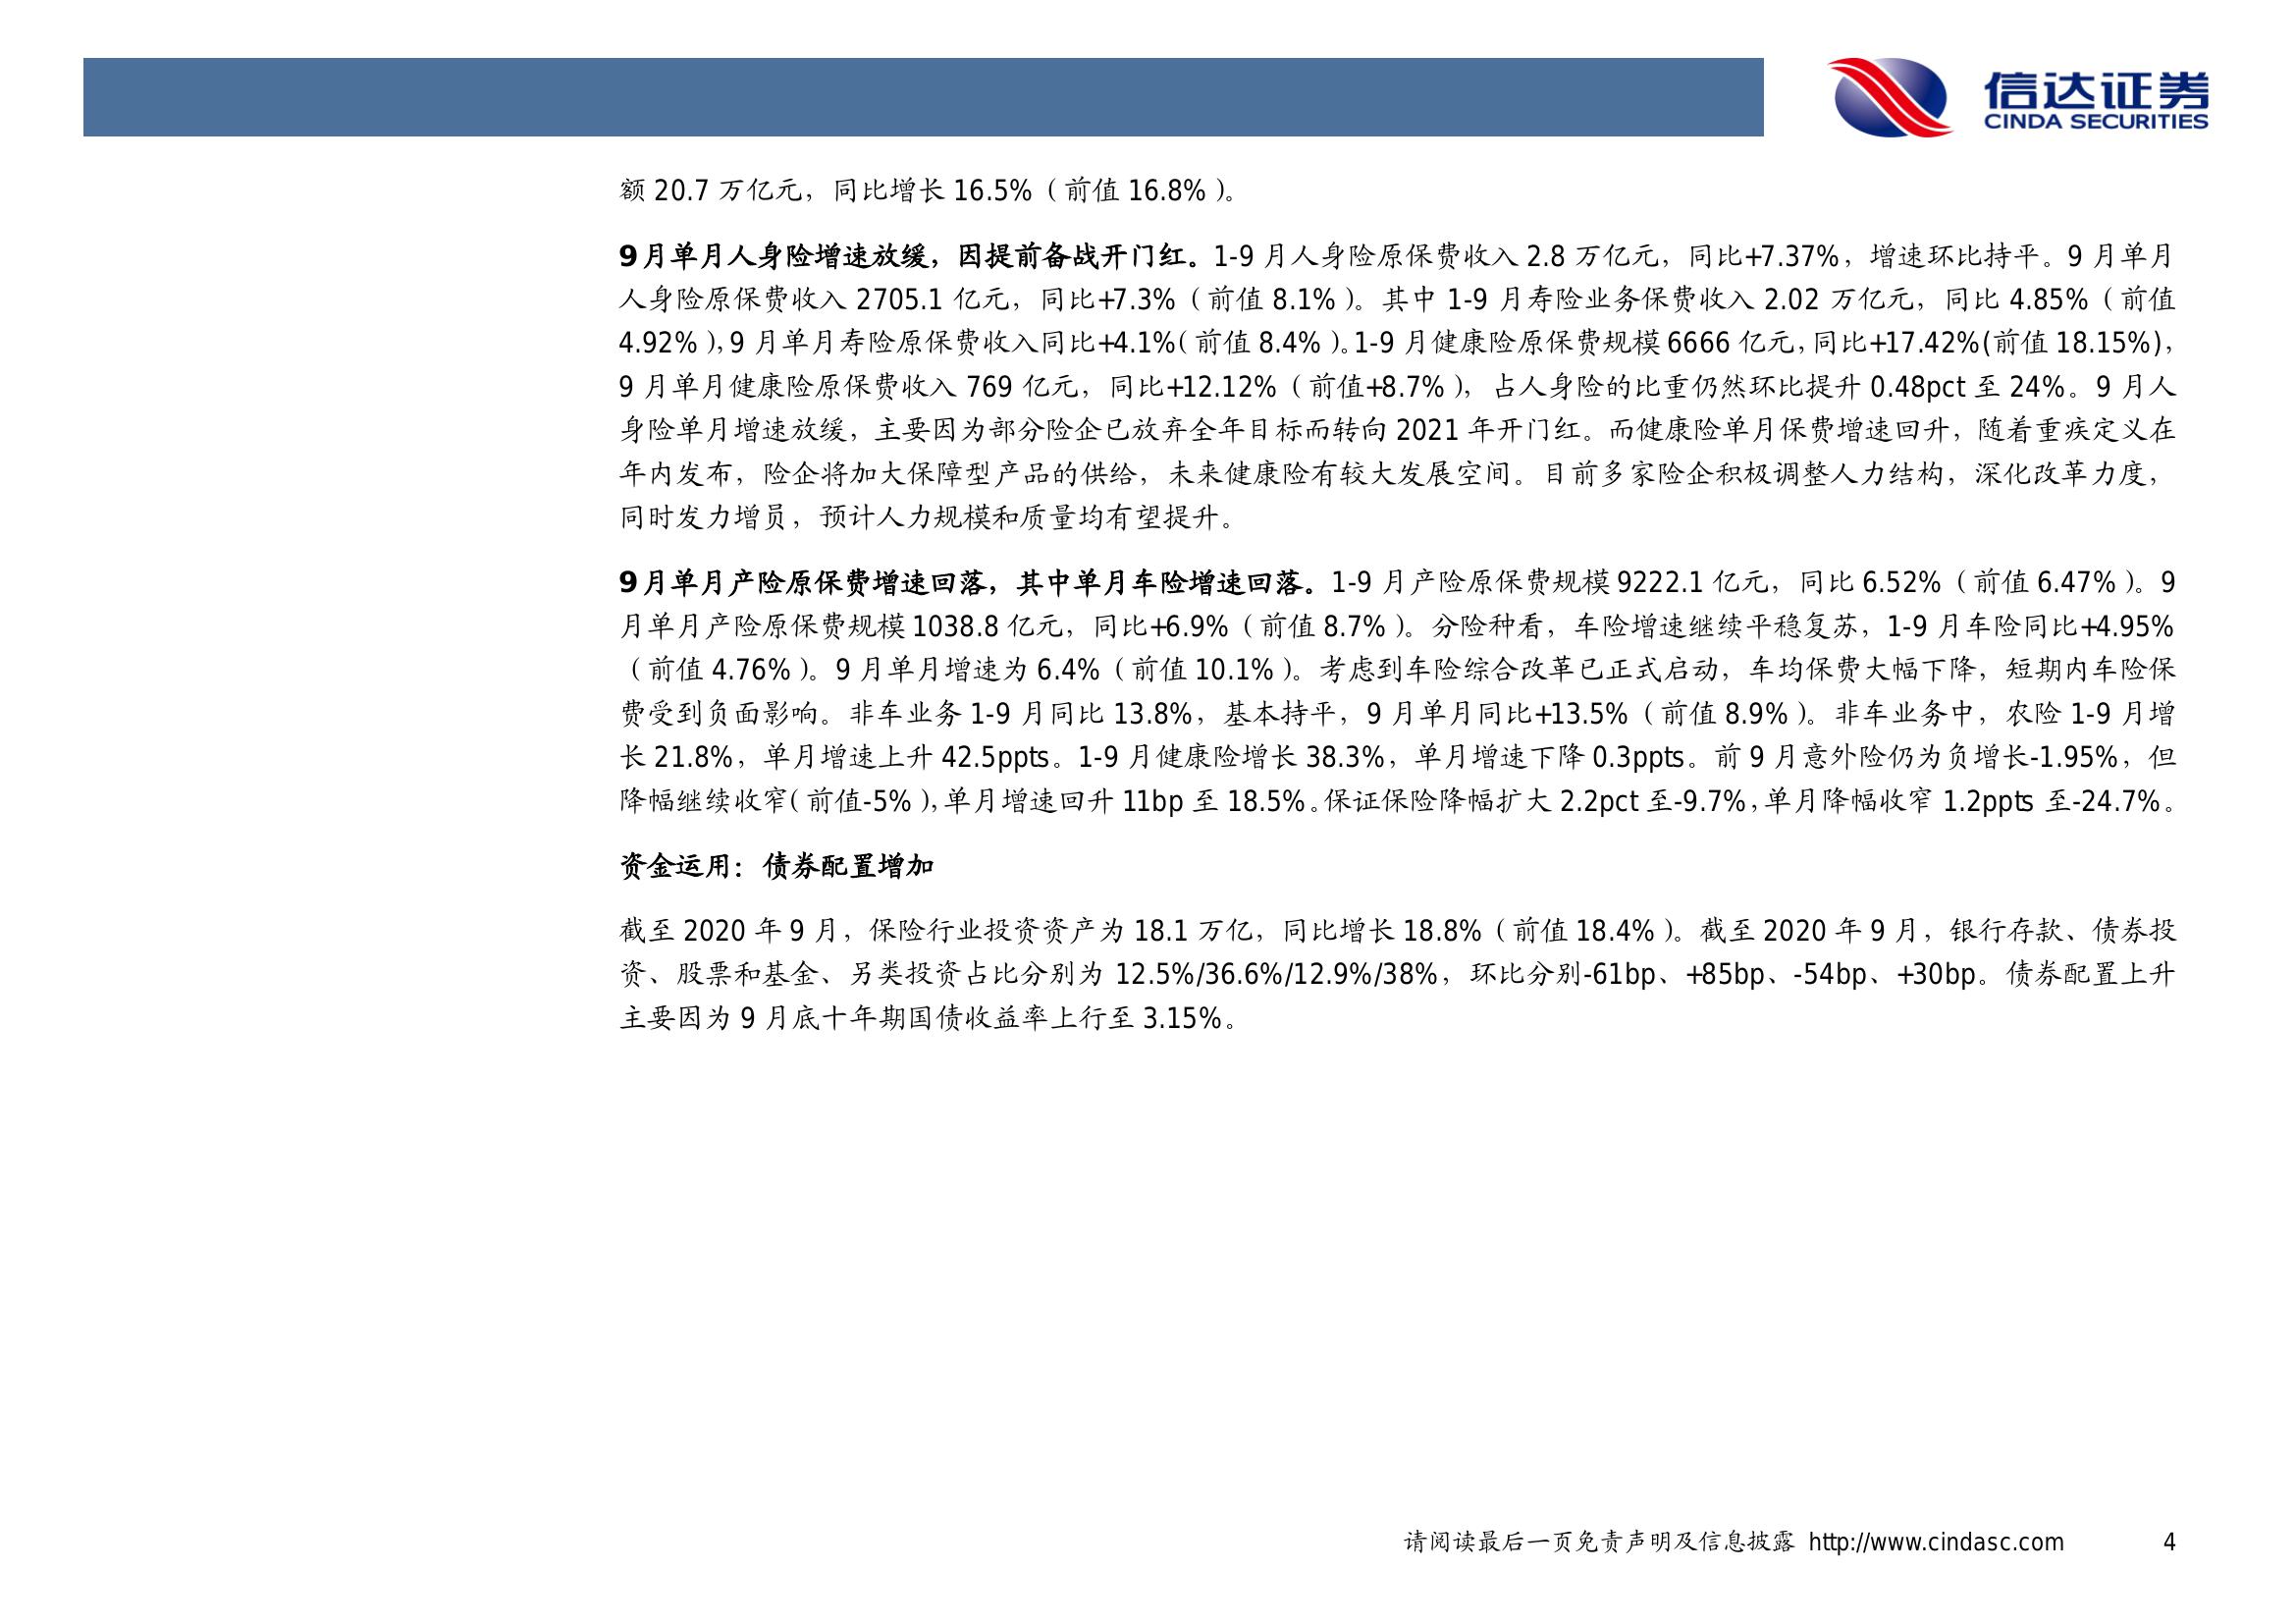 信达证券
CINDA SECURITIES
额 20.7 万亿元，同比增长 16.5%（前值 16.8%）。
9月单月人身险增速放缓，因提前备战开门红。1-9 月人身险原保费收入 2.8 万亿元，同比+7.37%，增速环比持平。9 月单月
人身险原保费收入 2705.1 亿元，同比+7.3%（前值 8.1%）。其中 1-9 月寿险业务保费收入 2.02 万亿元，同比 4.85%（前值
4.92%），9 月单月寿险原保费收入同比+4.1%（前值 8.4%）。1-9 月健康险原保费规模 6666 亿元，同比+17.42%(前值 18.15%)，
9 月单月健康险原保费收入 769 亿元，同比+12.12%（前值+8.7%），占人身险的比重仍然环比提升 0.48pct 至 24%。9 月人
身险单月增速放缓，主要因为部分险企已放弃全年目标而转向 2021 年开门红。而健康险单月保费增速回升，随着重疾定义在
年内发布，险企将加大保障型产品的供给，未来健康险有较大发展空间。目前多家险企积极调整人力结构，深化改革力度，
同时发力增员，预计人力规模和质量均有望提升。
9月单月产险原保费增速回落，其中单月车险增速回落。1-9 月产险原保费规模 9222.1 亿元，同比 6.52%（前值 6.47%）。9
月单月产险原保费规模 1038.8 亿元，同比+6.9%（前值 8.7%）。分险种看，车险增速继续平稳复苏，1-9 月车险同比+4.95%
（前值 4.76%）。9 月单月增速为 6.4%（前值 10.1%）。考虑到车险综合改革已正式启动，车均保费大幅下降，短期内车险保
费受到负面影响。非车业务 1-9 月同比 13.8%，基本持平，9 月单月同比+13.5%（前值 8.9%）。非车业务中，农险 1-9 月增
长 21.8%，单月增速上升 42.5ppts。1-9 月健康险增长 38.3%，单月增速下降 0.3ppts。前 9 月意外险仍为负增长-1.95%，但
降幅继续收窄（前值-5%），单月增速回升 11bp 至 18.5%。保证保险降幅扩大 2.2pct 至-9.7%，单月降幅收窄 1.2ppts 至-24.7%。
资金运用：债券配置增加
截至 2020 年 9 月，保险行业投资资产为 18.1 万亿，同比增长 18.8%（前值 18.4%）。截至 2020 年 9 月，银行存款、债券投
资、股票和基金、另类投资占比分别为 12.5%/36.6%/12.9%/38%，环比分别-61bp、+85bp、-54bp、+30bp。债券配置上升
主要因为 9 月底十年期国债收益率上行至 3.15%。
请阅读最后一页免责声明及信息披露 http://www.cindasc.com 4